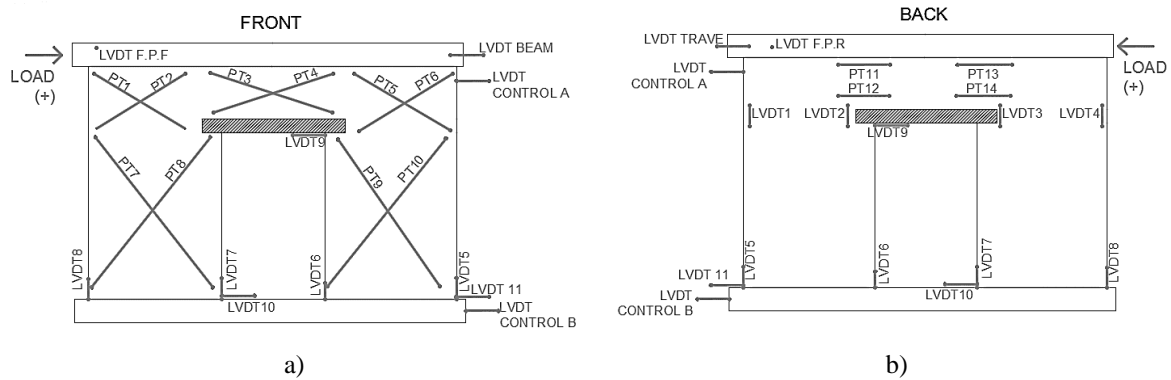 FRONT
LVDT F.P.F
LVDT BEAM
LOAD
(+)
PT1
PT2
PT3
PT4
PT5
PT6
LVDT
CONTROL A
LVDT9
PT7
PT8
PT9
PT10
LVDT8
LVDT7
LVDT6
LVDT5
LVDT10
LVDT 11
LVDT
CONTROL B
a)
BACK
LVDT TRAVE
LVDT F.P.R
LOAD
(+)
LVDT
CONTROL A
PT11
PT13
PT12
PT14
LVDT1
LVDT2
LVDT3
LVDT4
LVDT9
LVDT5
LVDT6
LVDT7
LVDT8
LVDT 11
LVDT10
LVDT
CONTROL B
b)